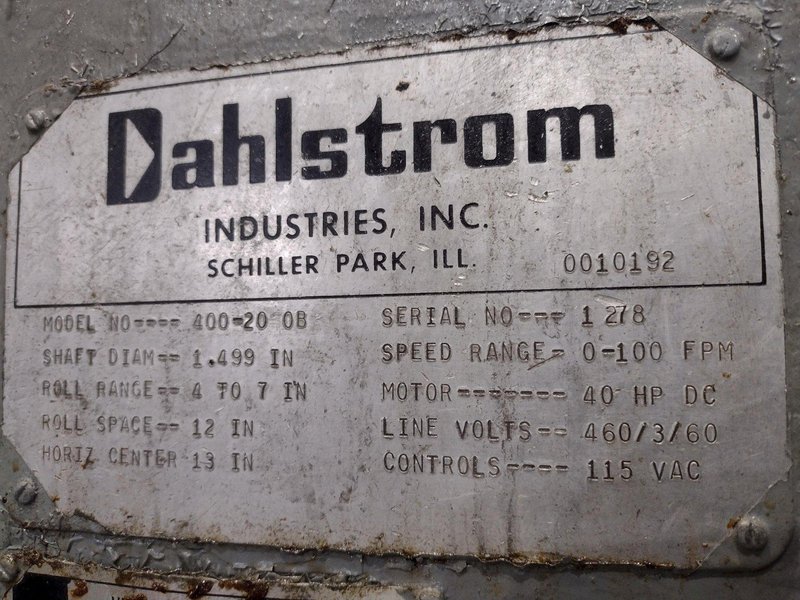 Dahlstrom
INDUSTRIES, INC.
SCHILLER PARK, ILL. 0010192
MODEL NO---- 400-20 OB
SERIAL NO--- 1 278
SHAFT DIAM-- 1.499 IN
SPEED RANGE- 0-100 FPM
ROLL RANGE-- 4 TO 7 IN
MOTOR------- 40 HP DC
ROLL SPACE-- 12 IN
LINE VOLTS-- 460/3/60
HORIZ CENTER 13 IN
CONTROLS---- 115 VAC